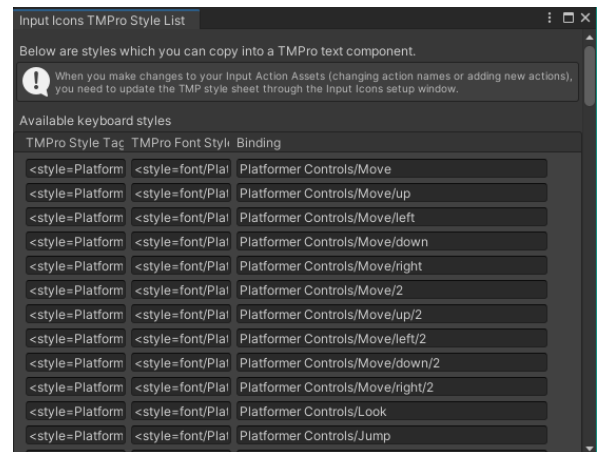 Input Icons TMPro Style List
Below are styles which you can copy into a TMPro text component.
When you make changes to your Input Action Assets (changing action names or adding new actions),
you need to update the TMP style sheet through the Input Icons setup window.
Available keyboard styles
TMPro Style Tag TMPro Font Style Binding
<style=Platform <style=font/Plat Platformer Controls/Move
<style=Platform <style=font/Plat Platformer Controls/Move/up
<style=Platform <style=font/Plat Platformer Controls/Move/left
<style=Platform <style=font/Plat Platformer Controls/Move/down
<style=Platform <style=font/Plat Platformer Controls/Move/right
<style=Platform <style=font/Plat Platformer Controls/Move/2
<style=Platform <style=font/Plat Platformer Controls/Move/up/2
<style=Platform <style=font/Plat Platformer Controls/Move/left/2
<style=Platform <style=font/Plat Platformer Controls/Move/down/2
<style=Platform <style=font/Plat Platformer Controls/Move/right/2
<style=Platform <style=font/Plat Platformer Controls/Look
<style=Platform <style=font/Plat Platformer Controls/Jump